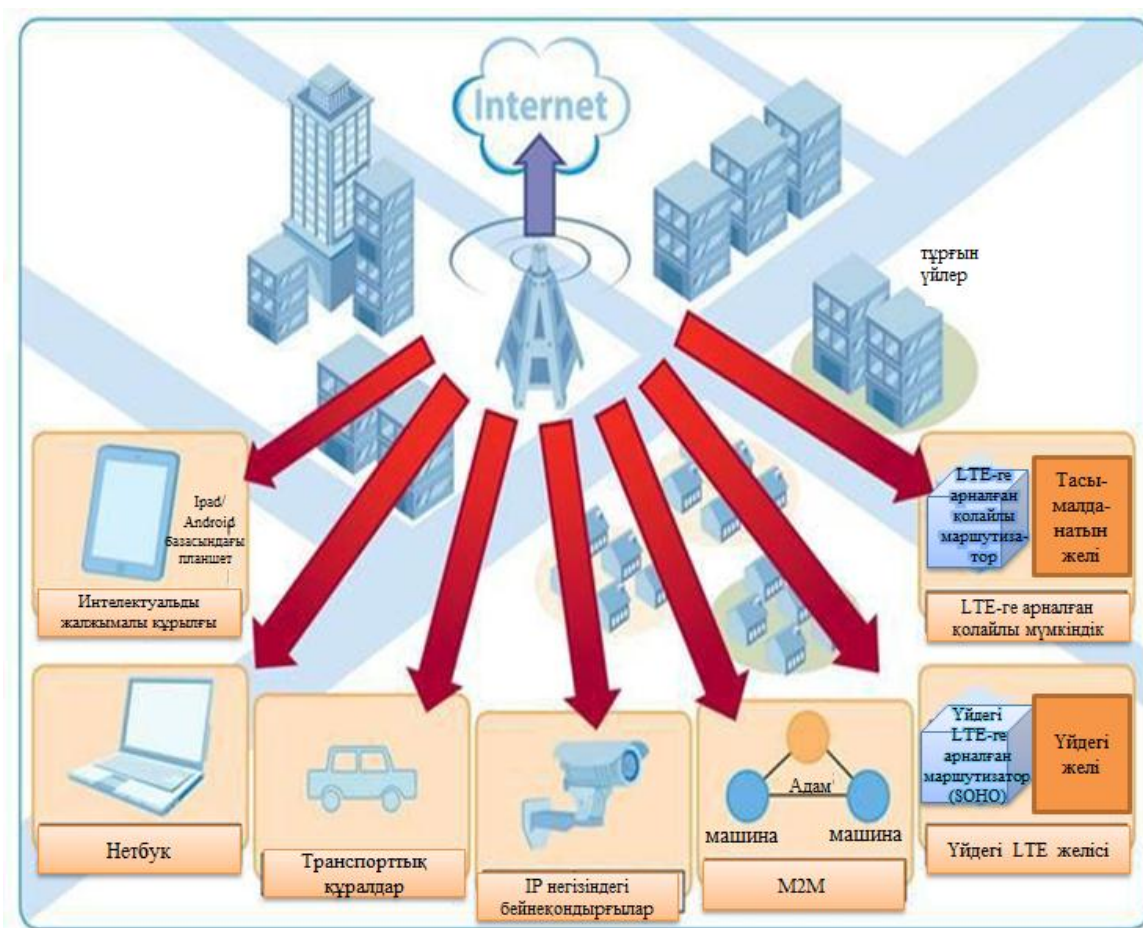 Internet
тұрғын
үйлер
Ipad/
Android
базасындағы
планшет
Интелектуальды
жалжымалы құрылғы
LTE-ге
арналған
қолайлы
маршутиза-
тор
Тасы-
малда-
натын
желі
LTE-ге арналған
қолайлы мүмкіндік
Нетбук
Транспорттық
құралдар
IP негізіндегі
бейнеқондырғылар
Адам
машина
машина
M2M
Үйдегі
LTE-ге
арналған
маршутизатор
(SOHO)
Үйдегі
желі
Үйдегі LTE желісі